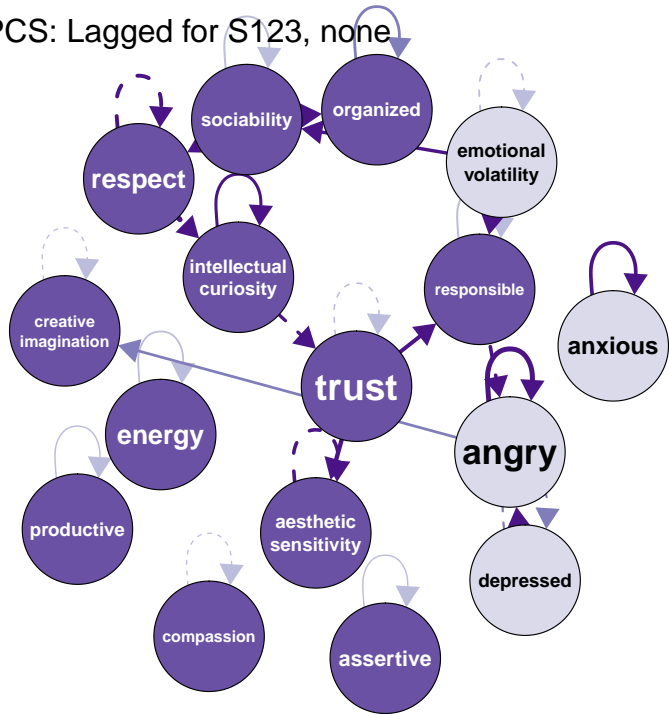 PCS: Lagged for S123, none
organized
sociability
emotional
volatility
respect
intellectual
curiosity
responsible
creative
imagination
anxious
trust
energy
angry
productive
aesthetic
sensitivity
depressed
compassion
assertive